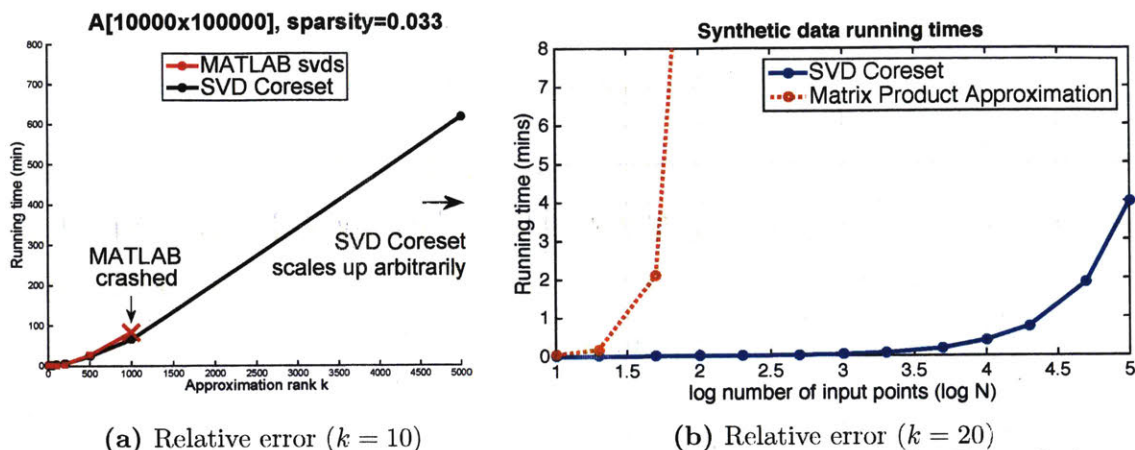 A[10000x100000], sparsity=0.033
800
700
600
500
400
300
200
100
0
Running time (min)
MATLAB svds
SVD Coreset
MATLAB
crashed
SVD Coreset
scales up arbitrarily
0 500 1000 1500 2000 2500 3000 3500 4000 4500 5000
Approximation rank k
(a) Relative error (k = 10)
Synthetic data running times
8
7
6
5
4
3
2
1
0
Running time (mins)
SVD Coreset
Matrix Product Approximation
1 1.5 2 2.5 3 3.5 4 4.5 5
log number of input points (log N)
(b) Relative error (k = 20)